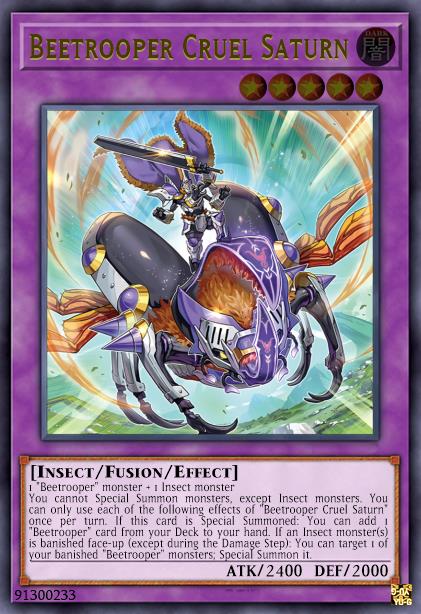 BEETROOPER CRUEL SATURN
DARK
闇
[INSECT/FUSION/EFFECT]
1 "Beetrooper" monster + 1 Insect monster
You cannot Special Summon monsters, except Insect monsters. You
can only use each of the following effects of "Beetrooper Cruel Saturn"
once per turn. If this card is Special Summoned: You can add 1
"Beetrooper" card from your Deck to your hand. If an Insect monster(s)
is banished face-up (except during the Damage Step): You can target 1 of
your banished "Beetrooper" monsters; Special Summon it.
ATK/2400 DEF/2000
91300233